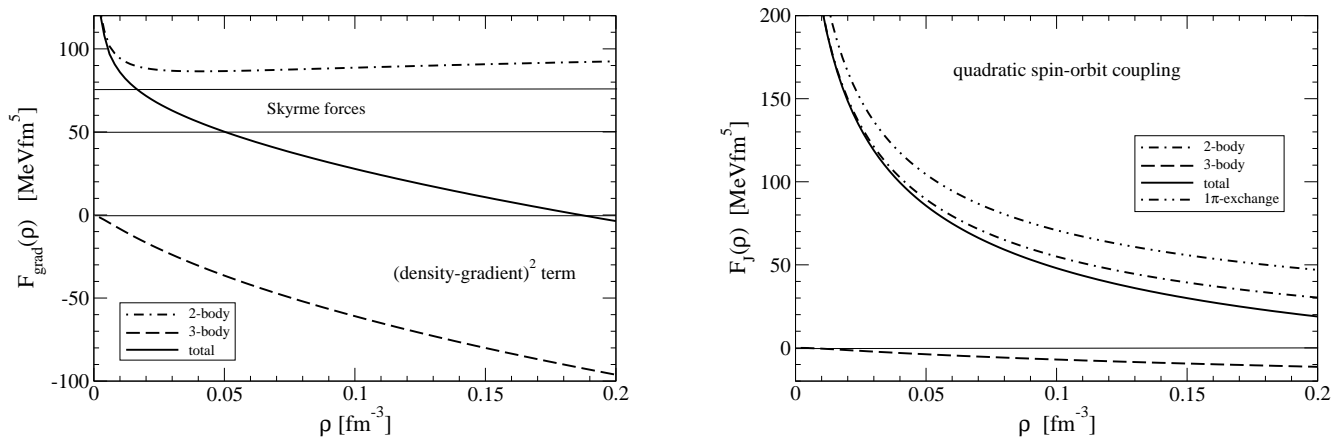 100
50
0
-50
-100
F_grad(ρ) [MeVfm^5]
Skyrme forces
(density-gradient)^2 term
2-body
3-body
total
0 0.05 0.1 0.15 0.2
ρ [fm^-3]
200
150
100
50
0
F_J(ρ) [MeVfm^5]
quadratic spin-orbit coupling
2-body
3-body
total
1π-exchange
0 0.05 0.1 0.15 0.2
ρ [fm^-3]